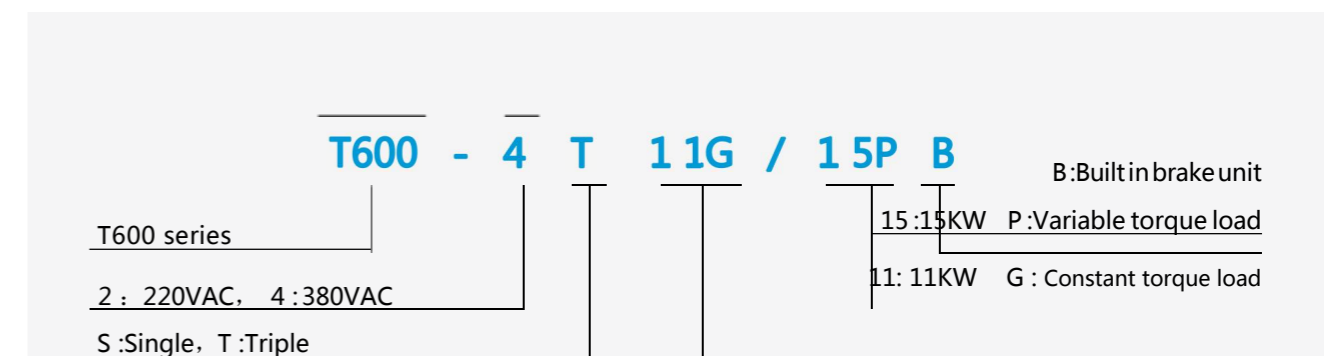 T600 - 4 T 11G / 15P B
B:Built in brake unit
15:15KW P:Variable torque load
T600 series
11: 11KW G : Constant torque load
2：220VAC， 4:380VAC
S:Single，T:Triple